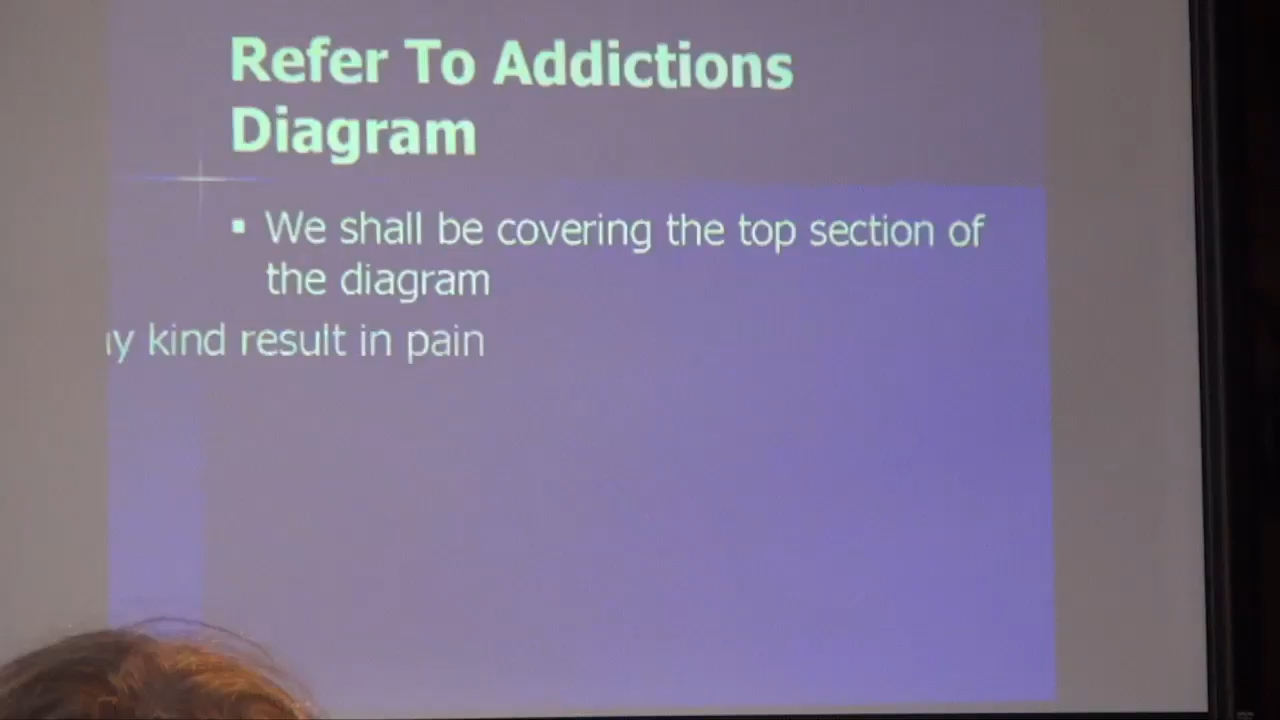 Refer To Addictions
Diagram
▪ We shall be covering the top section of
the diagram
kind result in pain